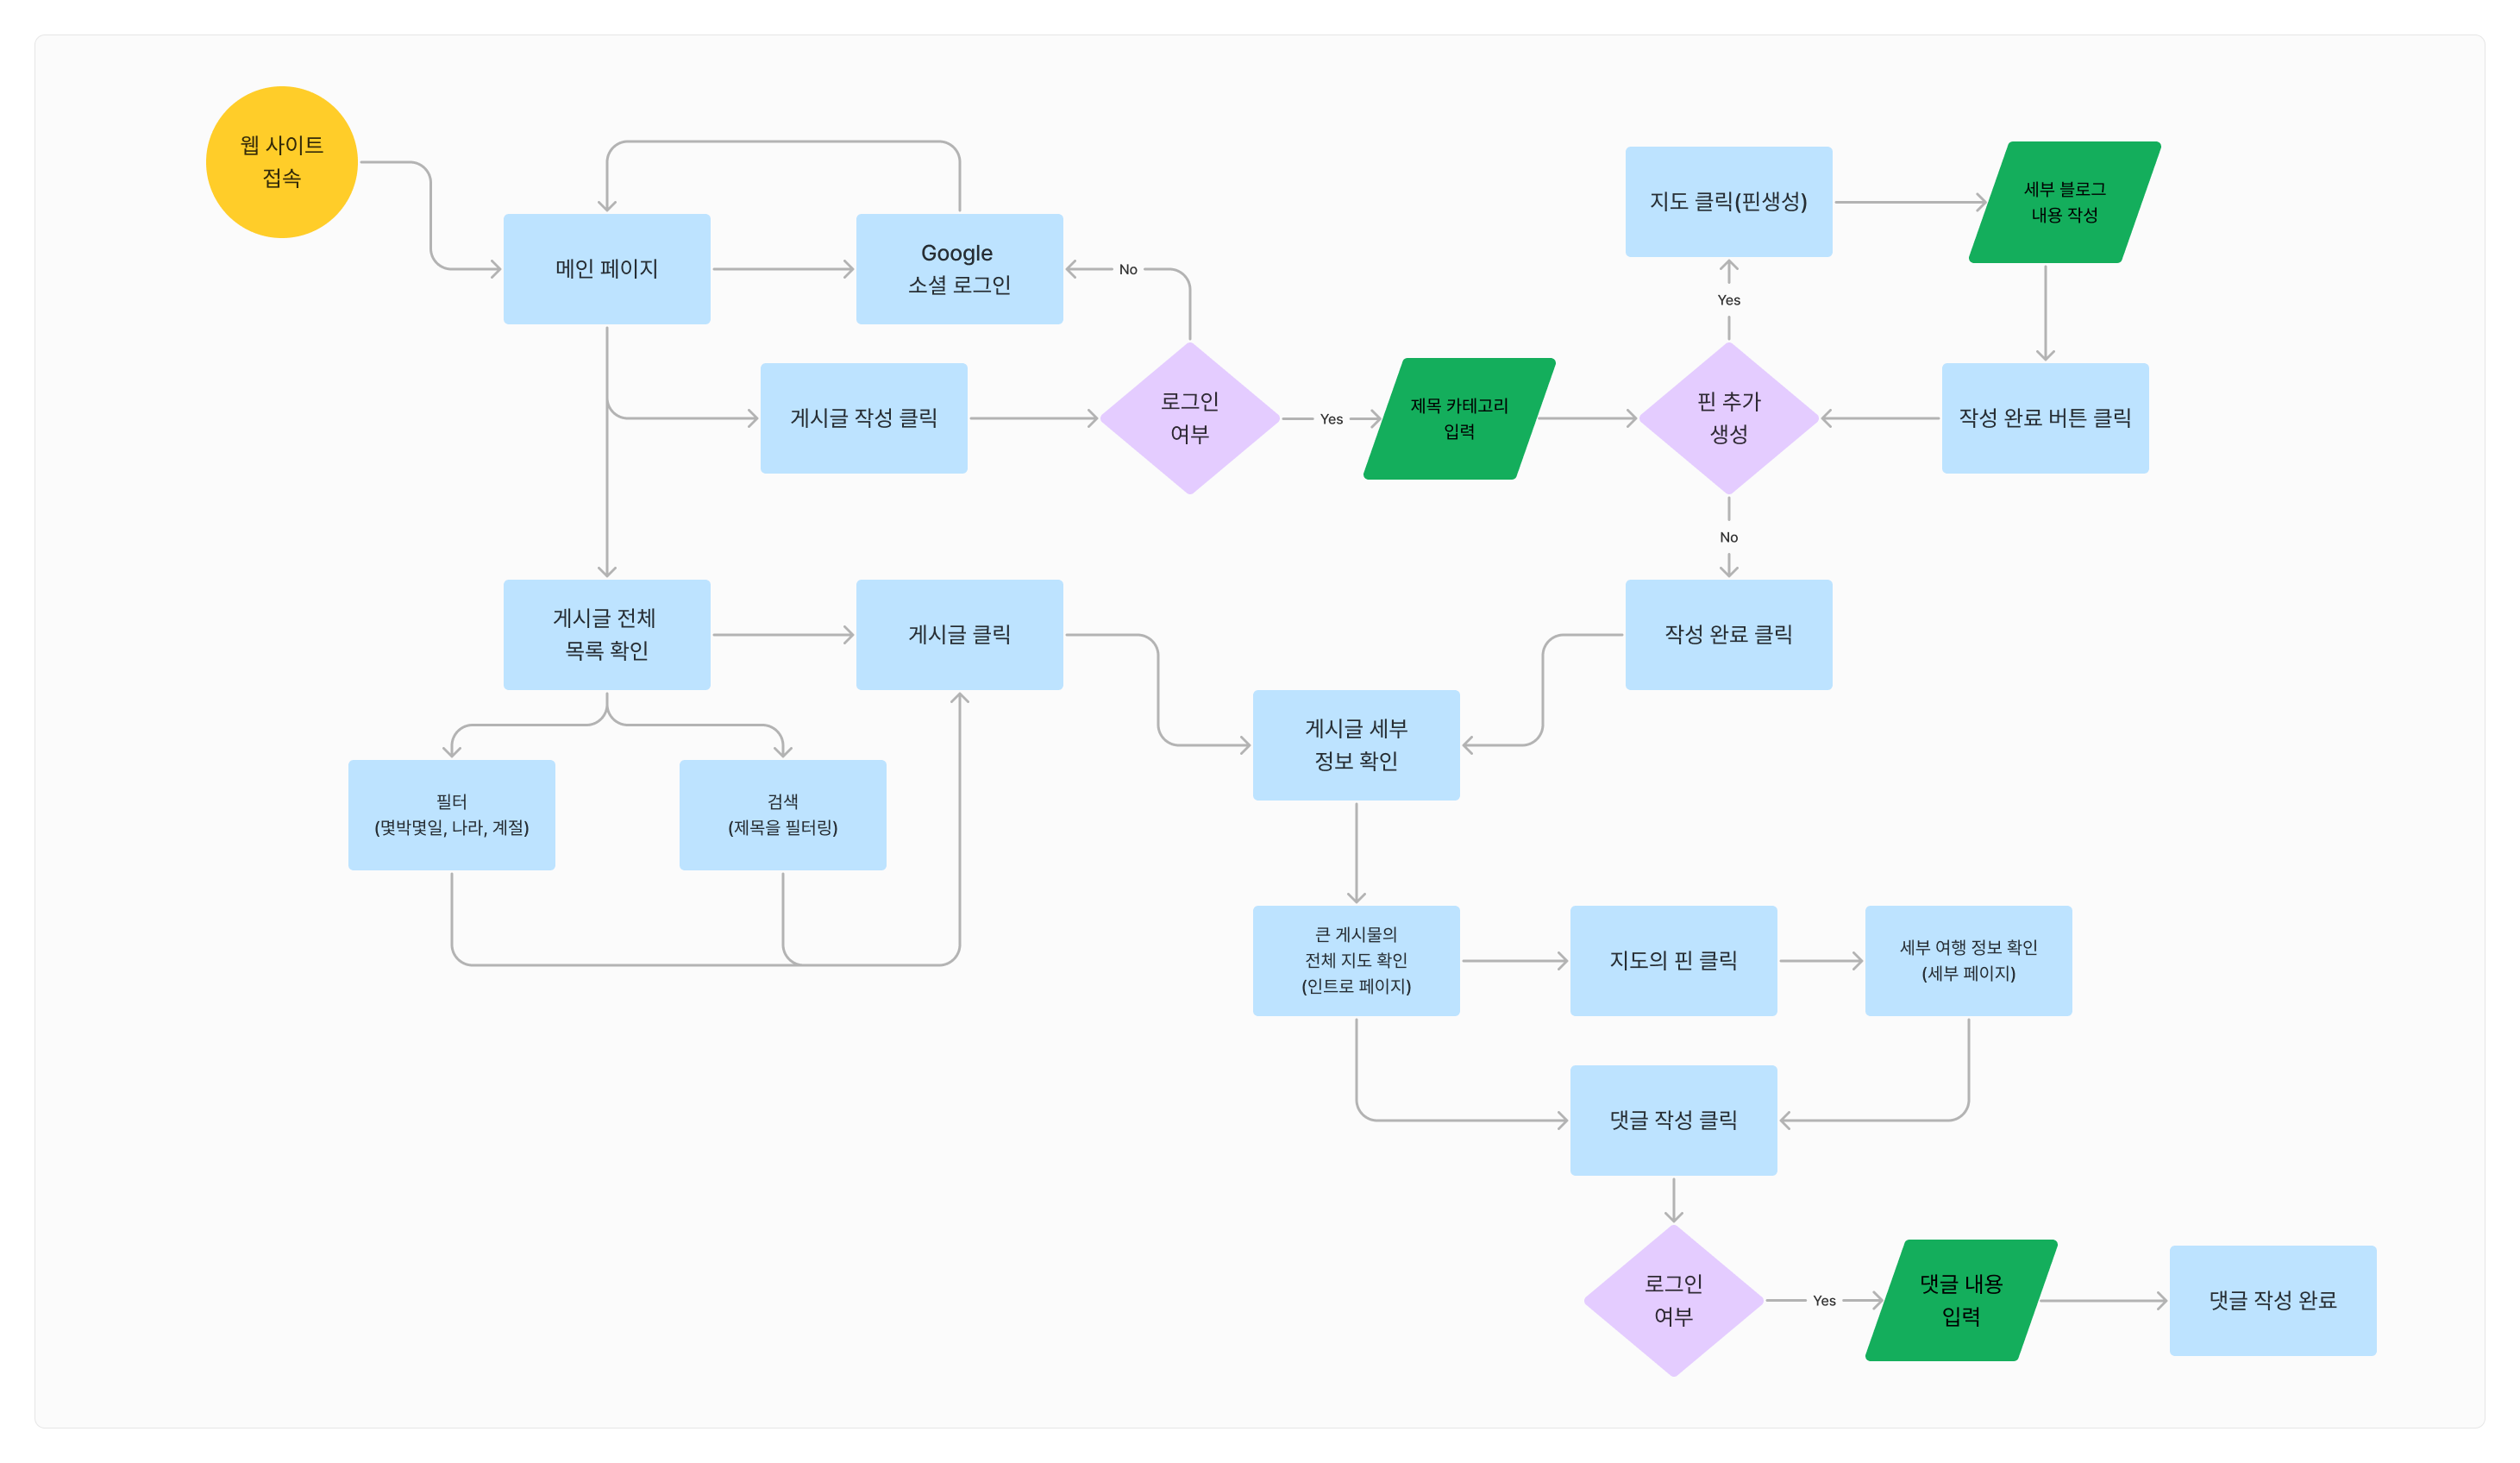 웹 사이트
접속
메인 페이지
Google
소셜 로그인
No
지도 클릭(핀생성)
세부 블로그
내용 작성
Yes
게시글 작성 클릭
로그인
여부
Yes
제목 카테고리
입력
핀 추가
생성
작성 완료 버튼 클릭
No
게시글 전체
목록 확인
게시글 클릭
작성 완료 클릭
게시글 세부
정보 확인
필터
(몇박몇일, 나라, 계절)
검색
(제목을 필터링)
큰 게시물의
전체 지도 확인
(인트로 페이지)
지도의 핀 클릭
세부 여행 정보 확인
(세부 페이지)
댓글 작성 클릭
로그인
여부
Yes
댓글 내용
입력
댓글 작성 완료